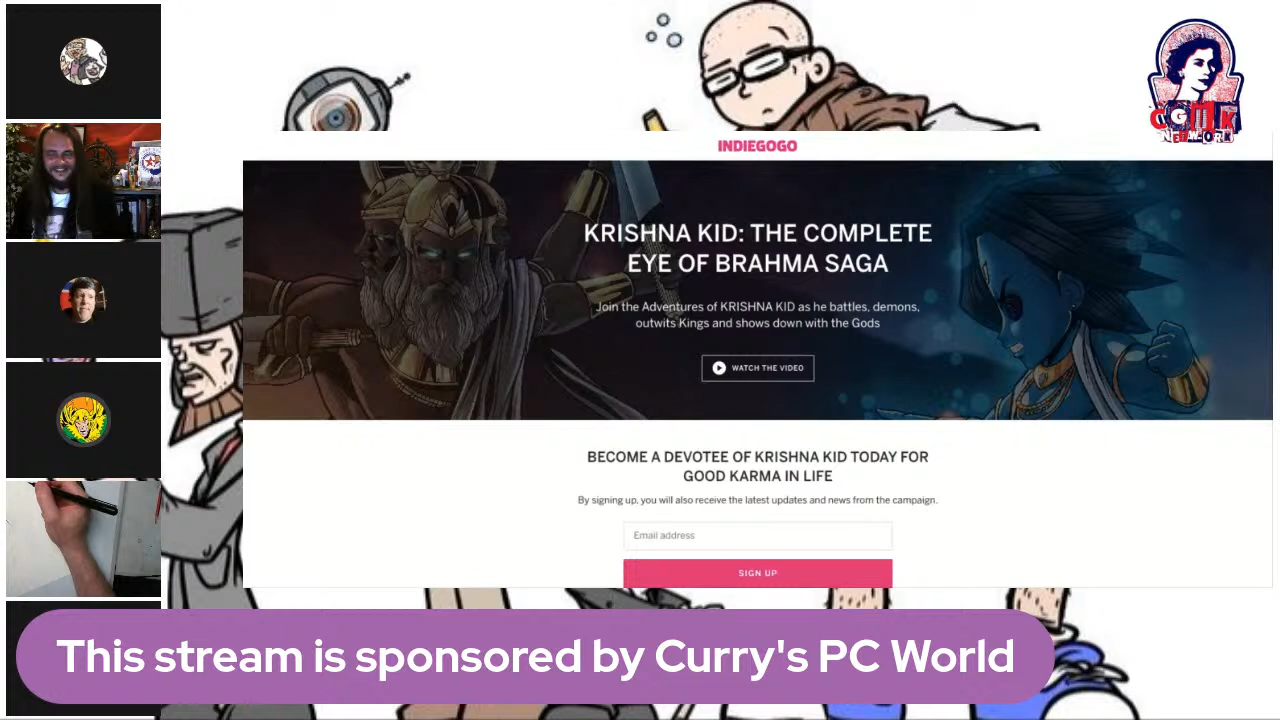 CGUK
NETWORK
INDIEGOGO
KRISHNA KID: THE COMPLETE
EYE OF BRAHMA SAGA
Join the Adventures of KRISHNA KID as he battles, demons,
outwits Kings and shows down with the Gods
WATCH THE VIDEO
BECOME A DEVOTEE OF KRISHNA KID TODAY FOR
GOOD KARMA IN LIFE
By signing up, you will also receive the latest updates and news from the campaign.
Email address
SIGN UP
This stream is sponsored by Curry's PC World